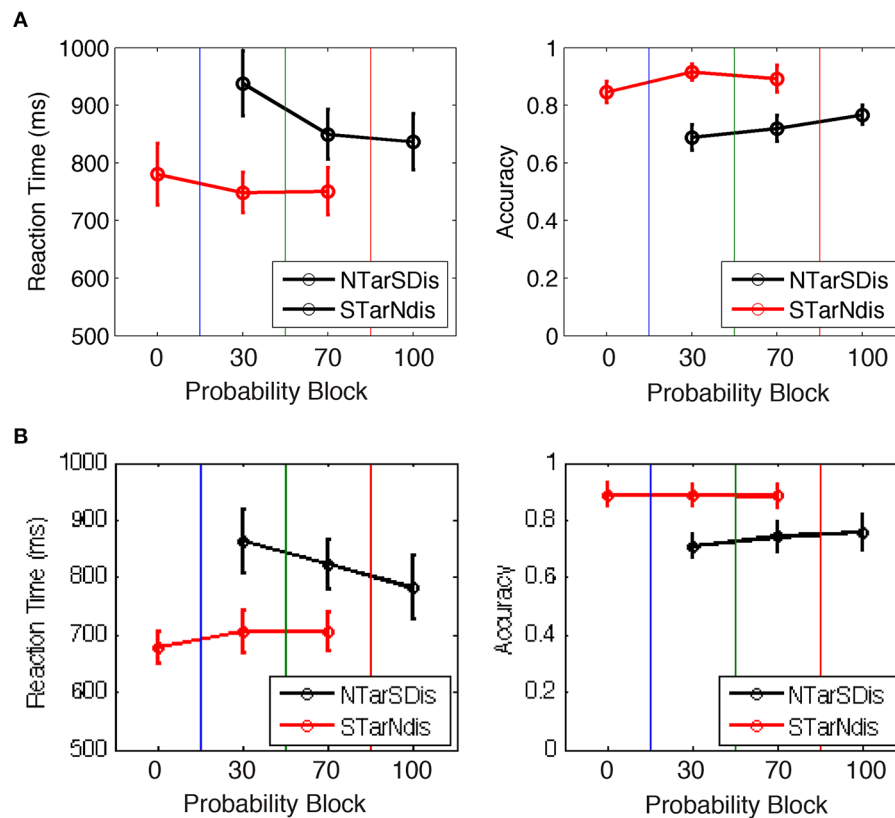 A
1000
900
800
700
600
500
Reaction Time (ms)
0 30 70 100
Probability Block
NTarSDis
STarNdis
1
0.8
0.6
0.4
0.2
0
Accuracy
0 30 70 100
Probability Block
NTarSDis
STarNdis
B
1000
900
800
700
600
500
Reaction Time (ms)
0 30 70 100
Probability Block
NTarSDis
STarNdis
1
0.8
0.6
0.4
0.2
0
Accuracy
0 30 70 100
Probability Block
NTarSDis
STarNdis